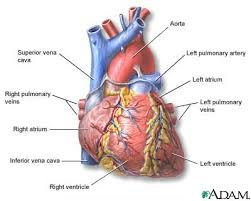 Aorta
Superior vena
cava
Left pulmonary artery
Left atrium
Right pulmonary
veins
Left pulmonary
veins
Right atrium
Inferior vena cava
Left ventricle
Right ventricle
ADAM